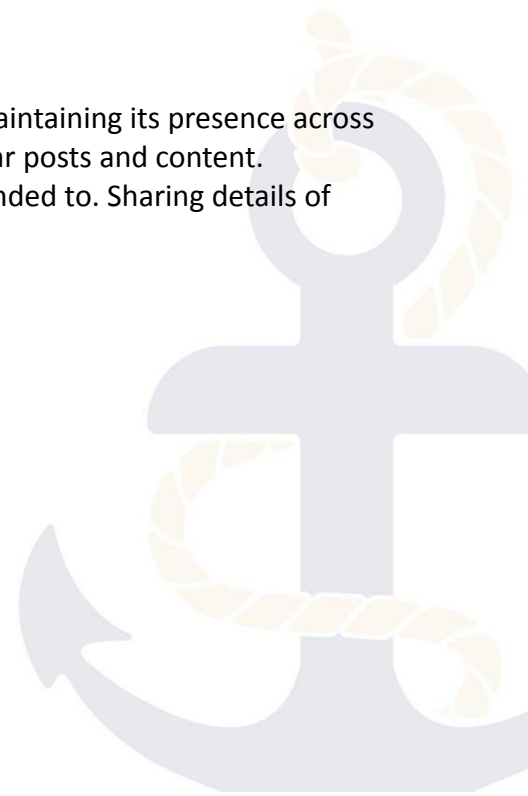 aintaining its presence across
ar posts and content.
nded to. Sharing details of